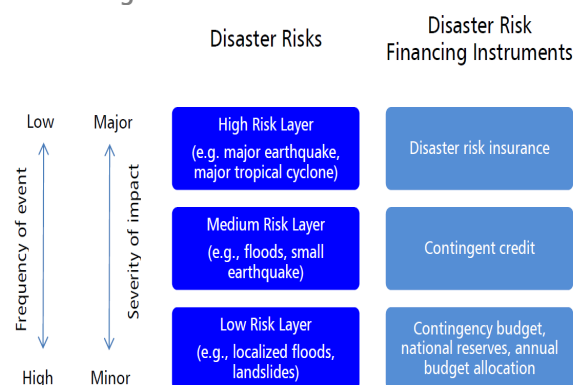 Disaster Risks
Disaster Risk
Financing Instruments
Low
Major
Frequency of event
Severity of impact
High
Minor
High Risk Layer
(e.g. major earthquake,
major tropical cyclone)
Disaster risk insurance
Medium Risk Layer
(e.g., floods, small
earthquake)
Contingent credit
Low Risk Layer
(e.g., localized floods,
landslides)
Contingency budget,
national reserves, annual
budget allocation